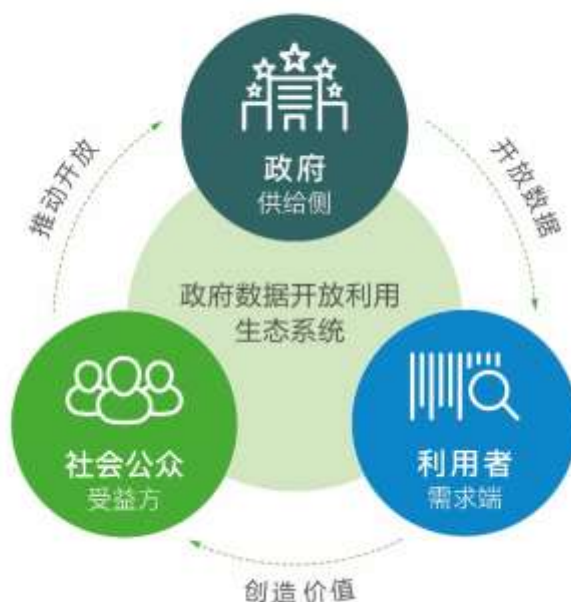 政府
供给侧
推动开放
开放数据
政府数据开放利用
生态系统
社会公众
受益方
利用者
需求端
创造价值